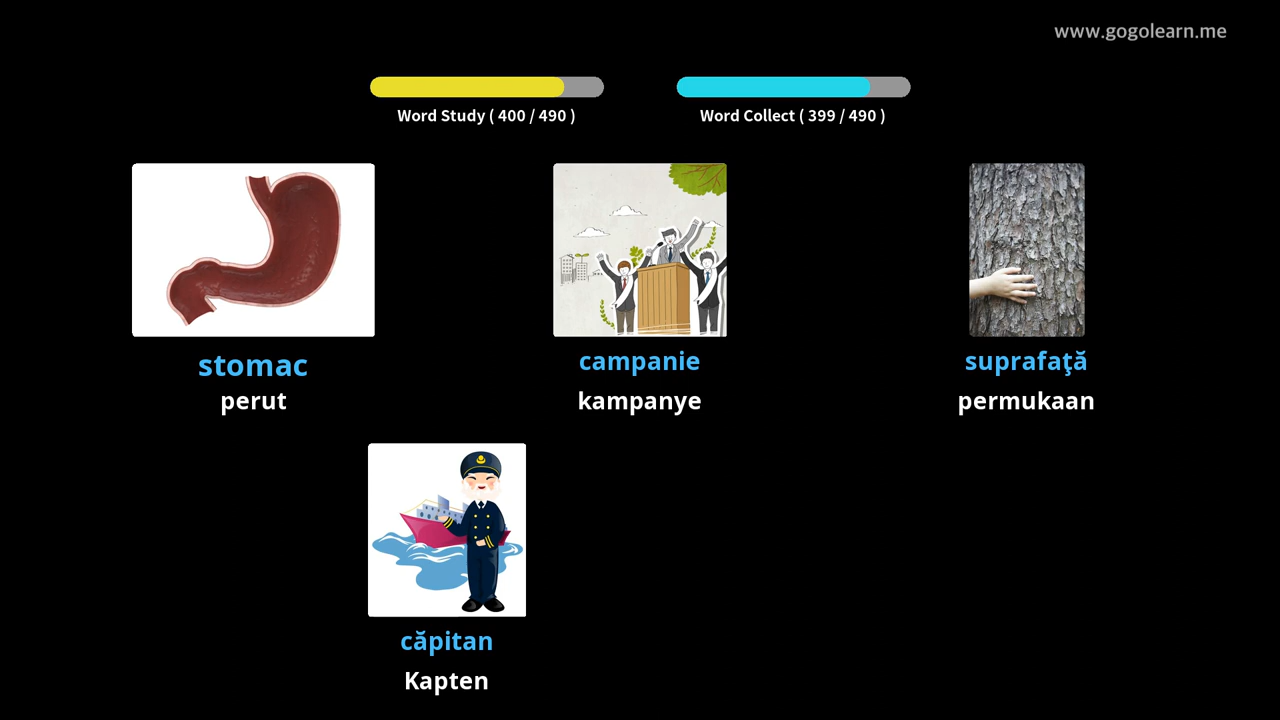 www.gogolearn.me
Word Study ( 400 / 490 )
Word Collect ( 399 / 490 )
stomac
perut
campanie
kampanye
suprafaţă
permukaan
căpitan
Kapten